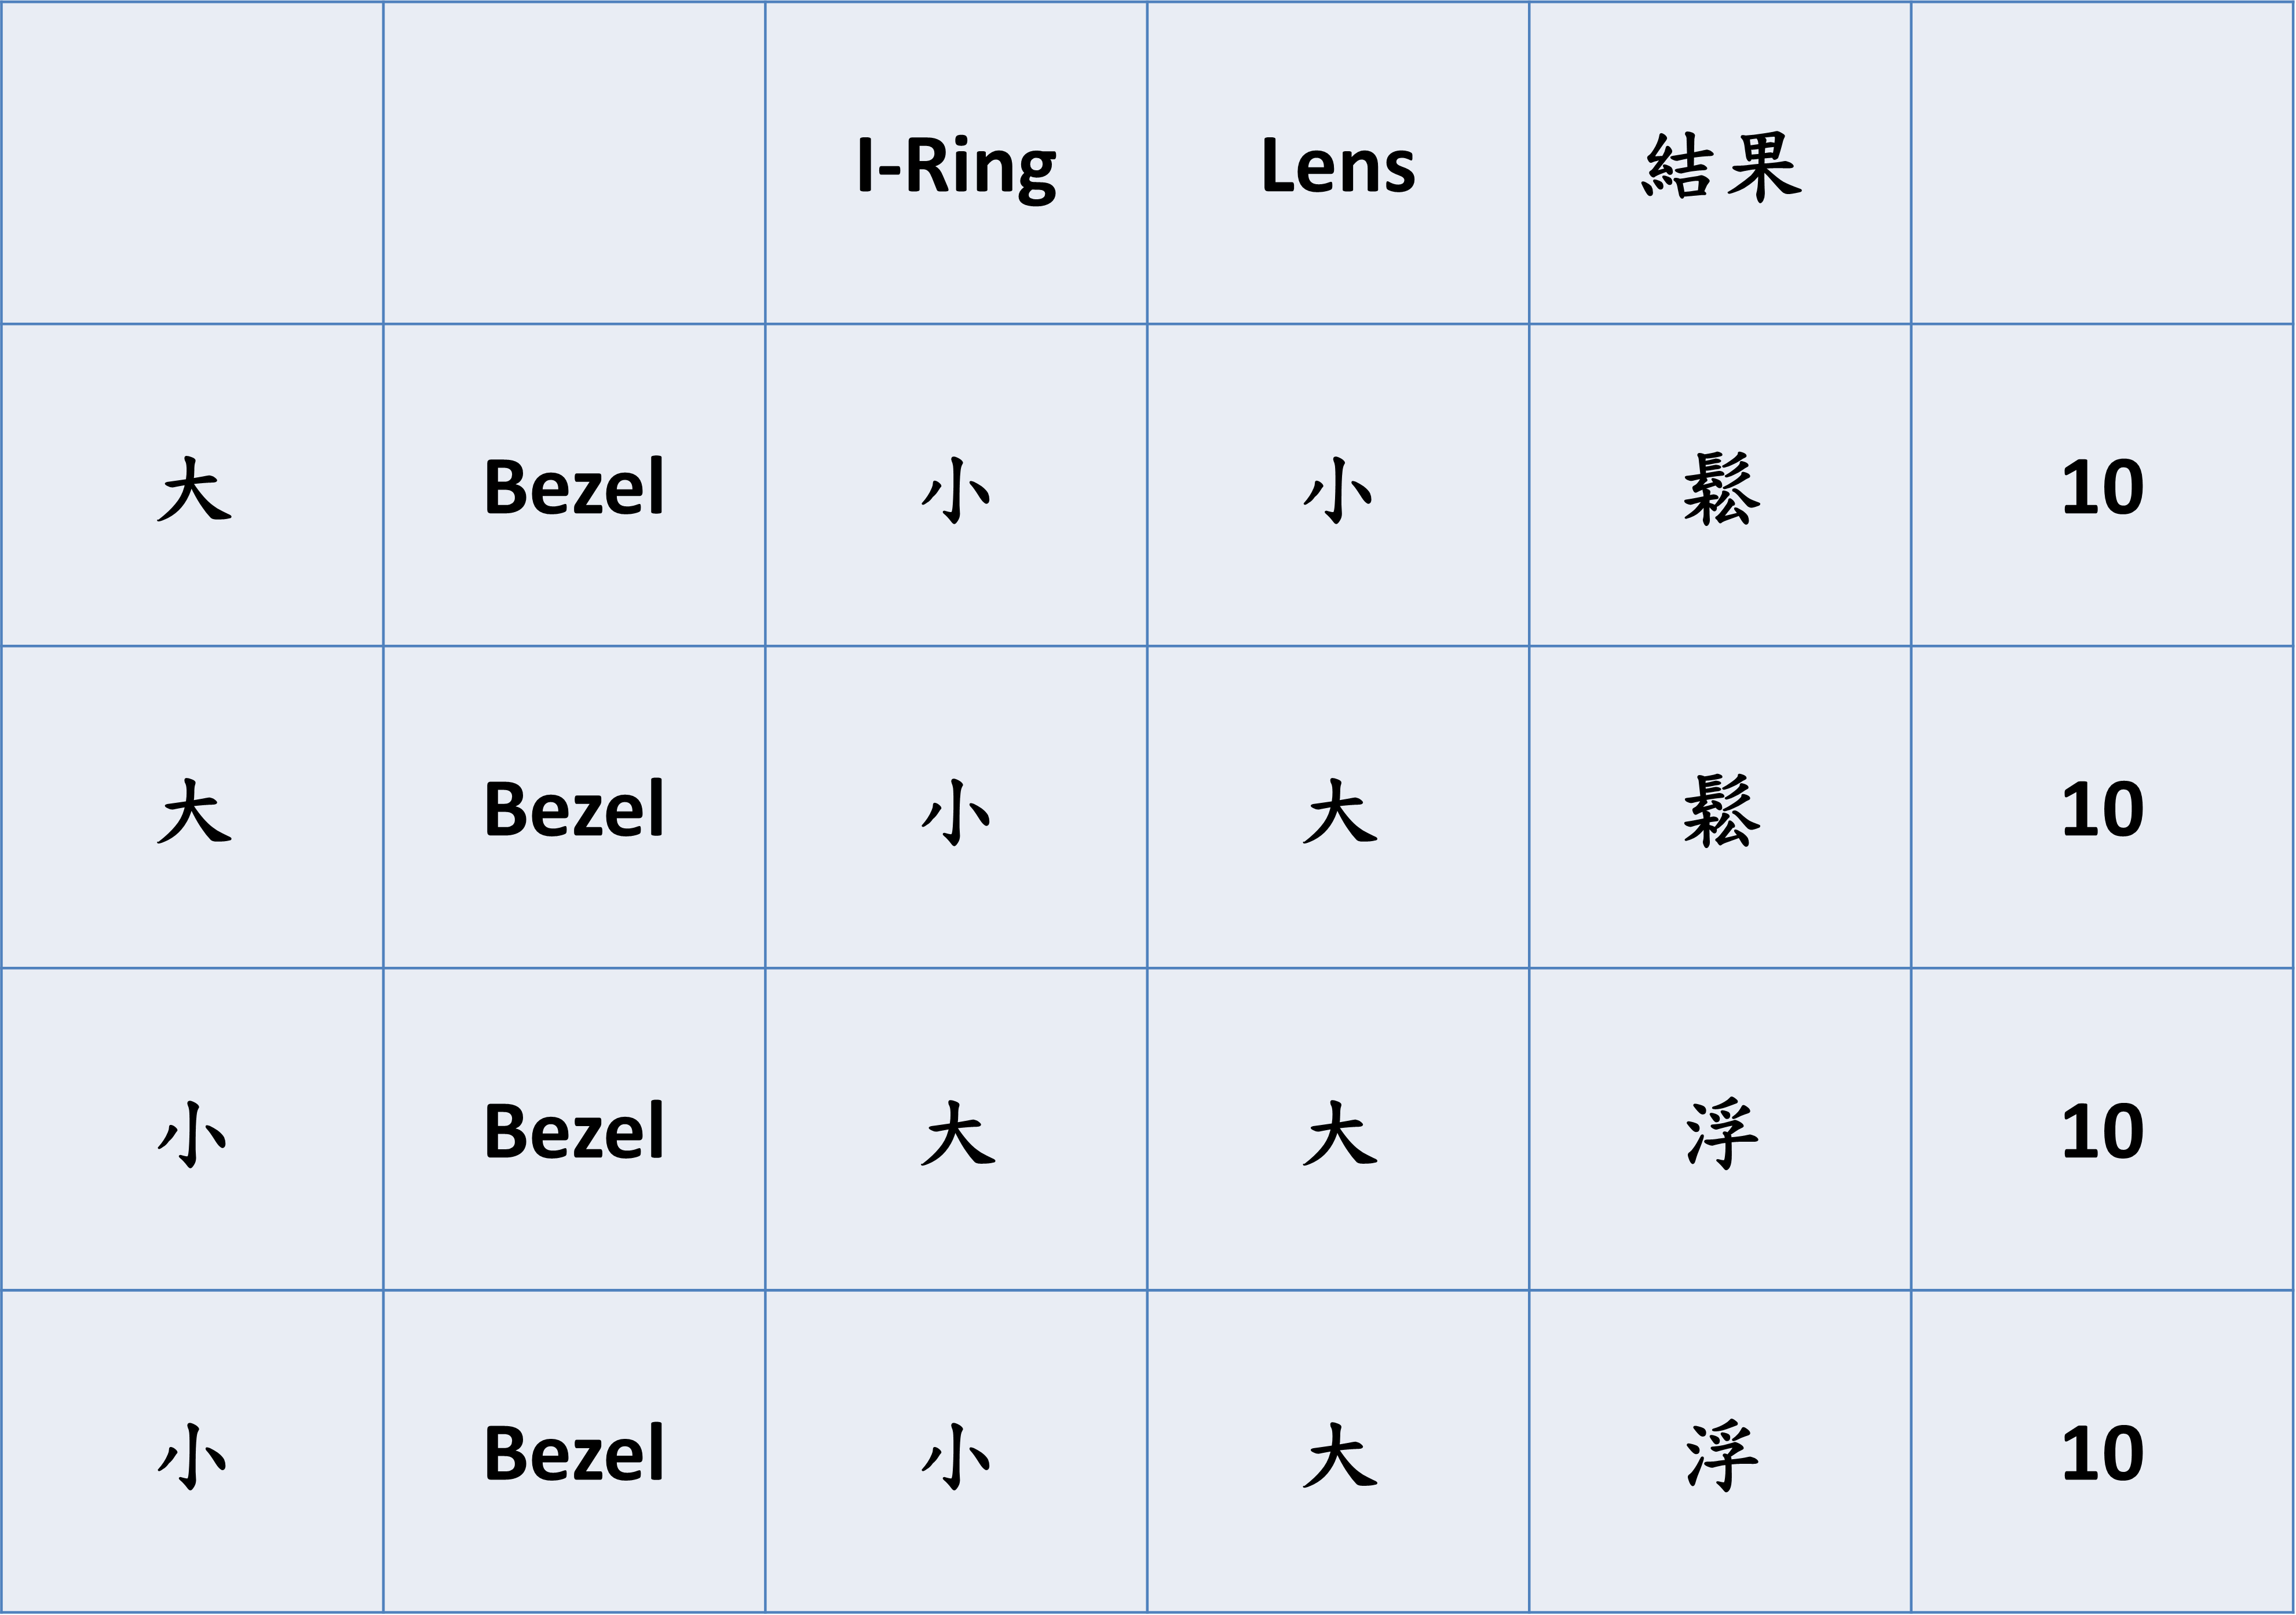 I-Ring Lens 結果
大 Bezel 小 小 鬆 10
大 Bezel 小 大 鬆 10
小 Bezel 大 大 浮 10
小 Bezel 小 大 浮 10